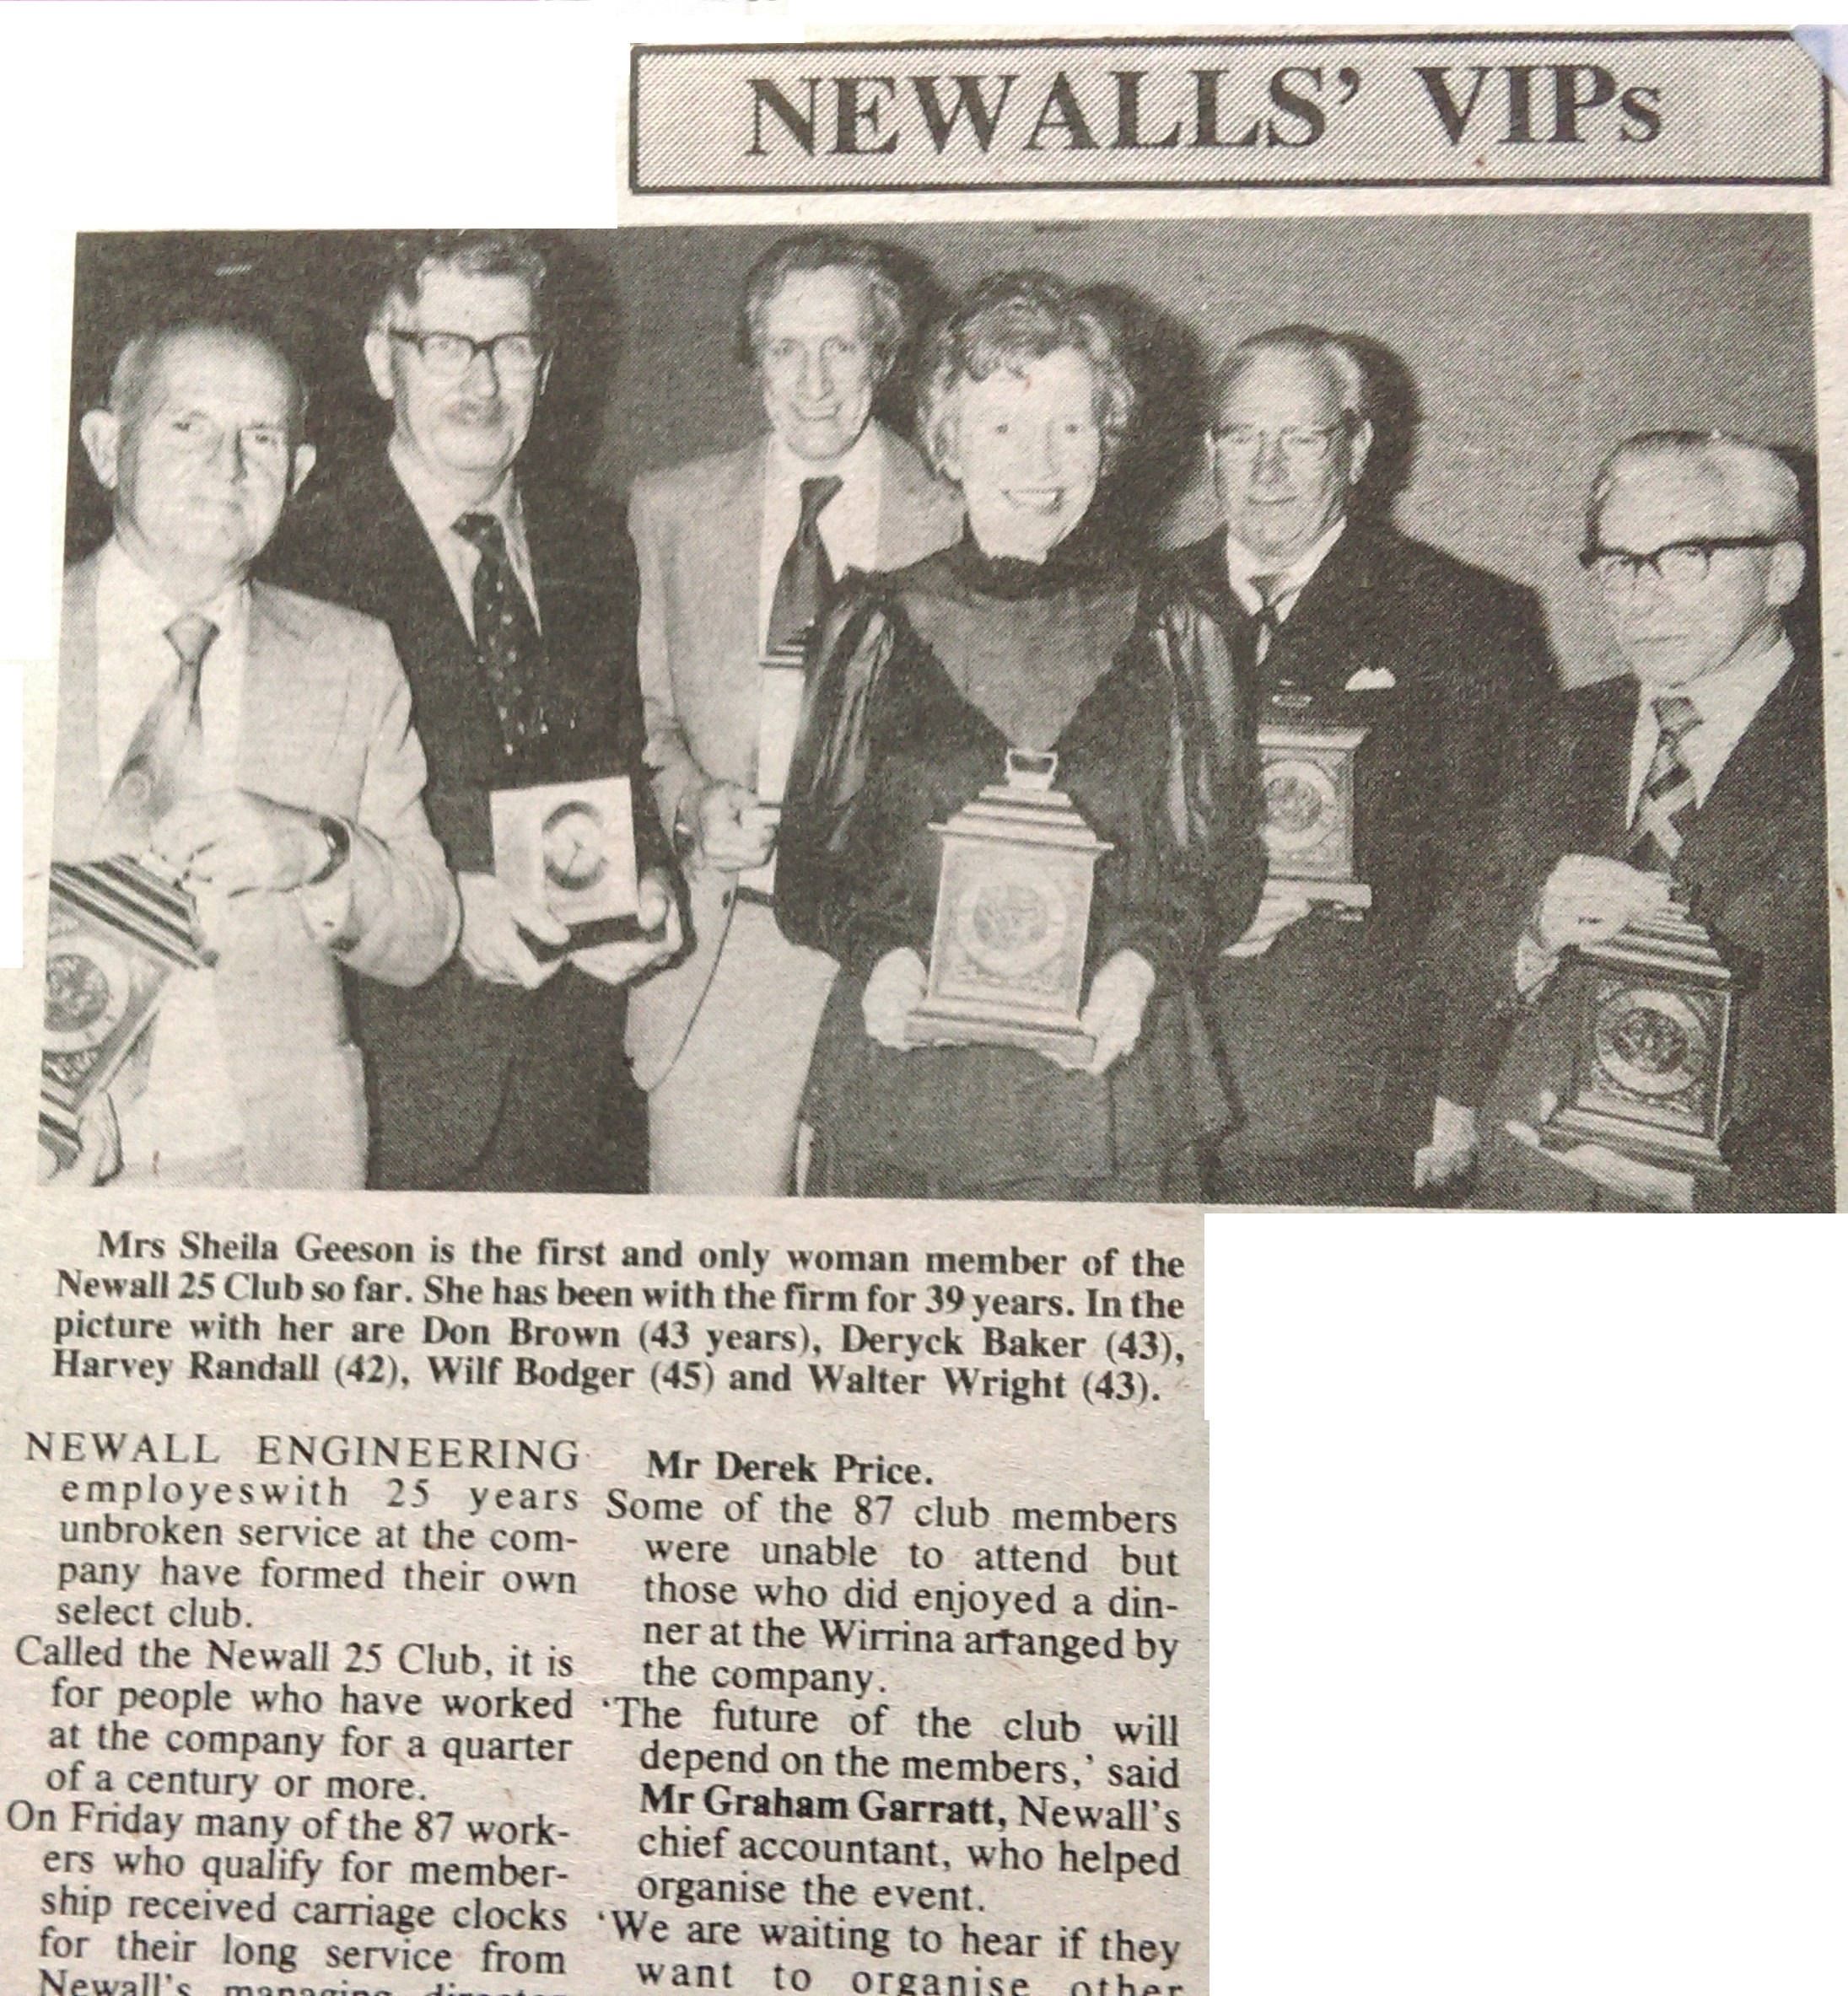 NEWALLS' VIPs
Mrs Sheila Geeson is the first and only woman member of the
Newall 25 Club so far. She has been with the firm for 39 years. In the
picture with her are Don Brown (43 years), Deryck Baker (43),
Harvey Randall (42), Wilf Bodger (45) and Walter Wright (43).
NEWALL ENGINEERING
employeswith 25 years
unbroken service at the com-
pany have formed their own
select club.
Called the Newall 25 Club, it is
for people who have worked
at the company for a quarter
of a century or more.
On Friday many of the 87 work-
ers who qualify for member-
ship received carriage clocks
for their long service from
Newall's managing director
Mr Derek Price.
Some of the 87 club members
were unable to attend but
those who did enjoyed a din-
ner at the Wirrina arranged by
the company.
'The future of the club will
depend on the members,' said
Mr Graham Garratt, Newall's
chief accountant, who helped
organise the event.
'We are waiting to hear if they
want to organise other